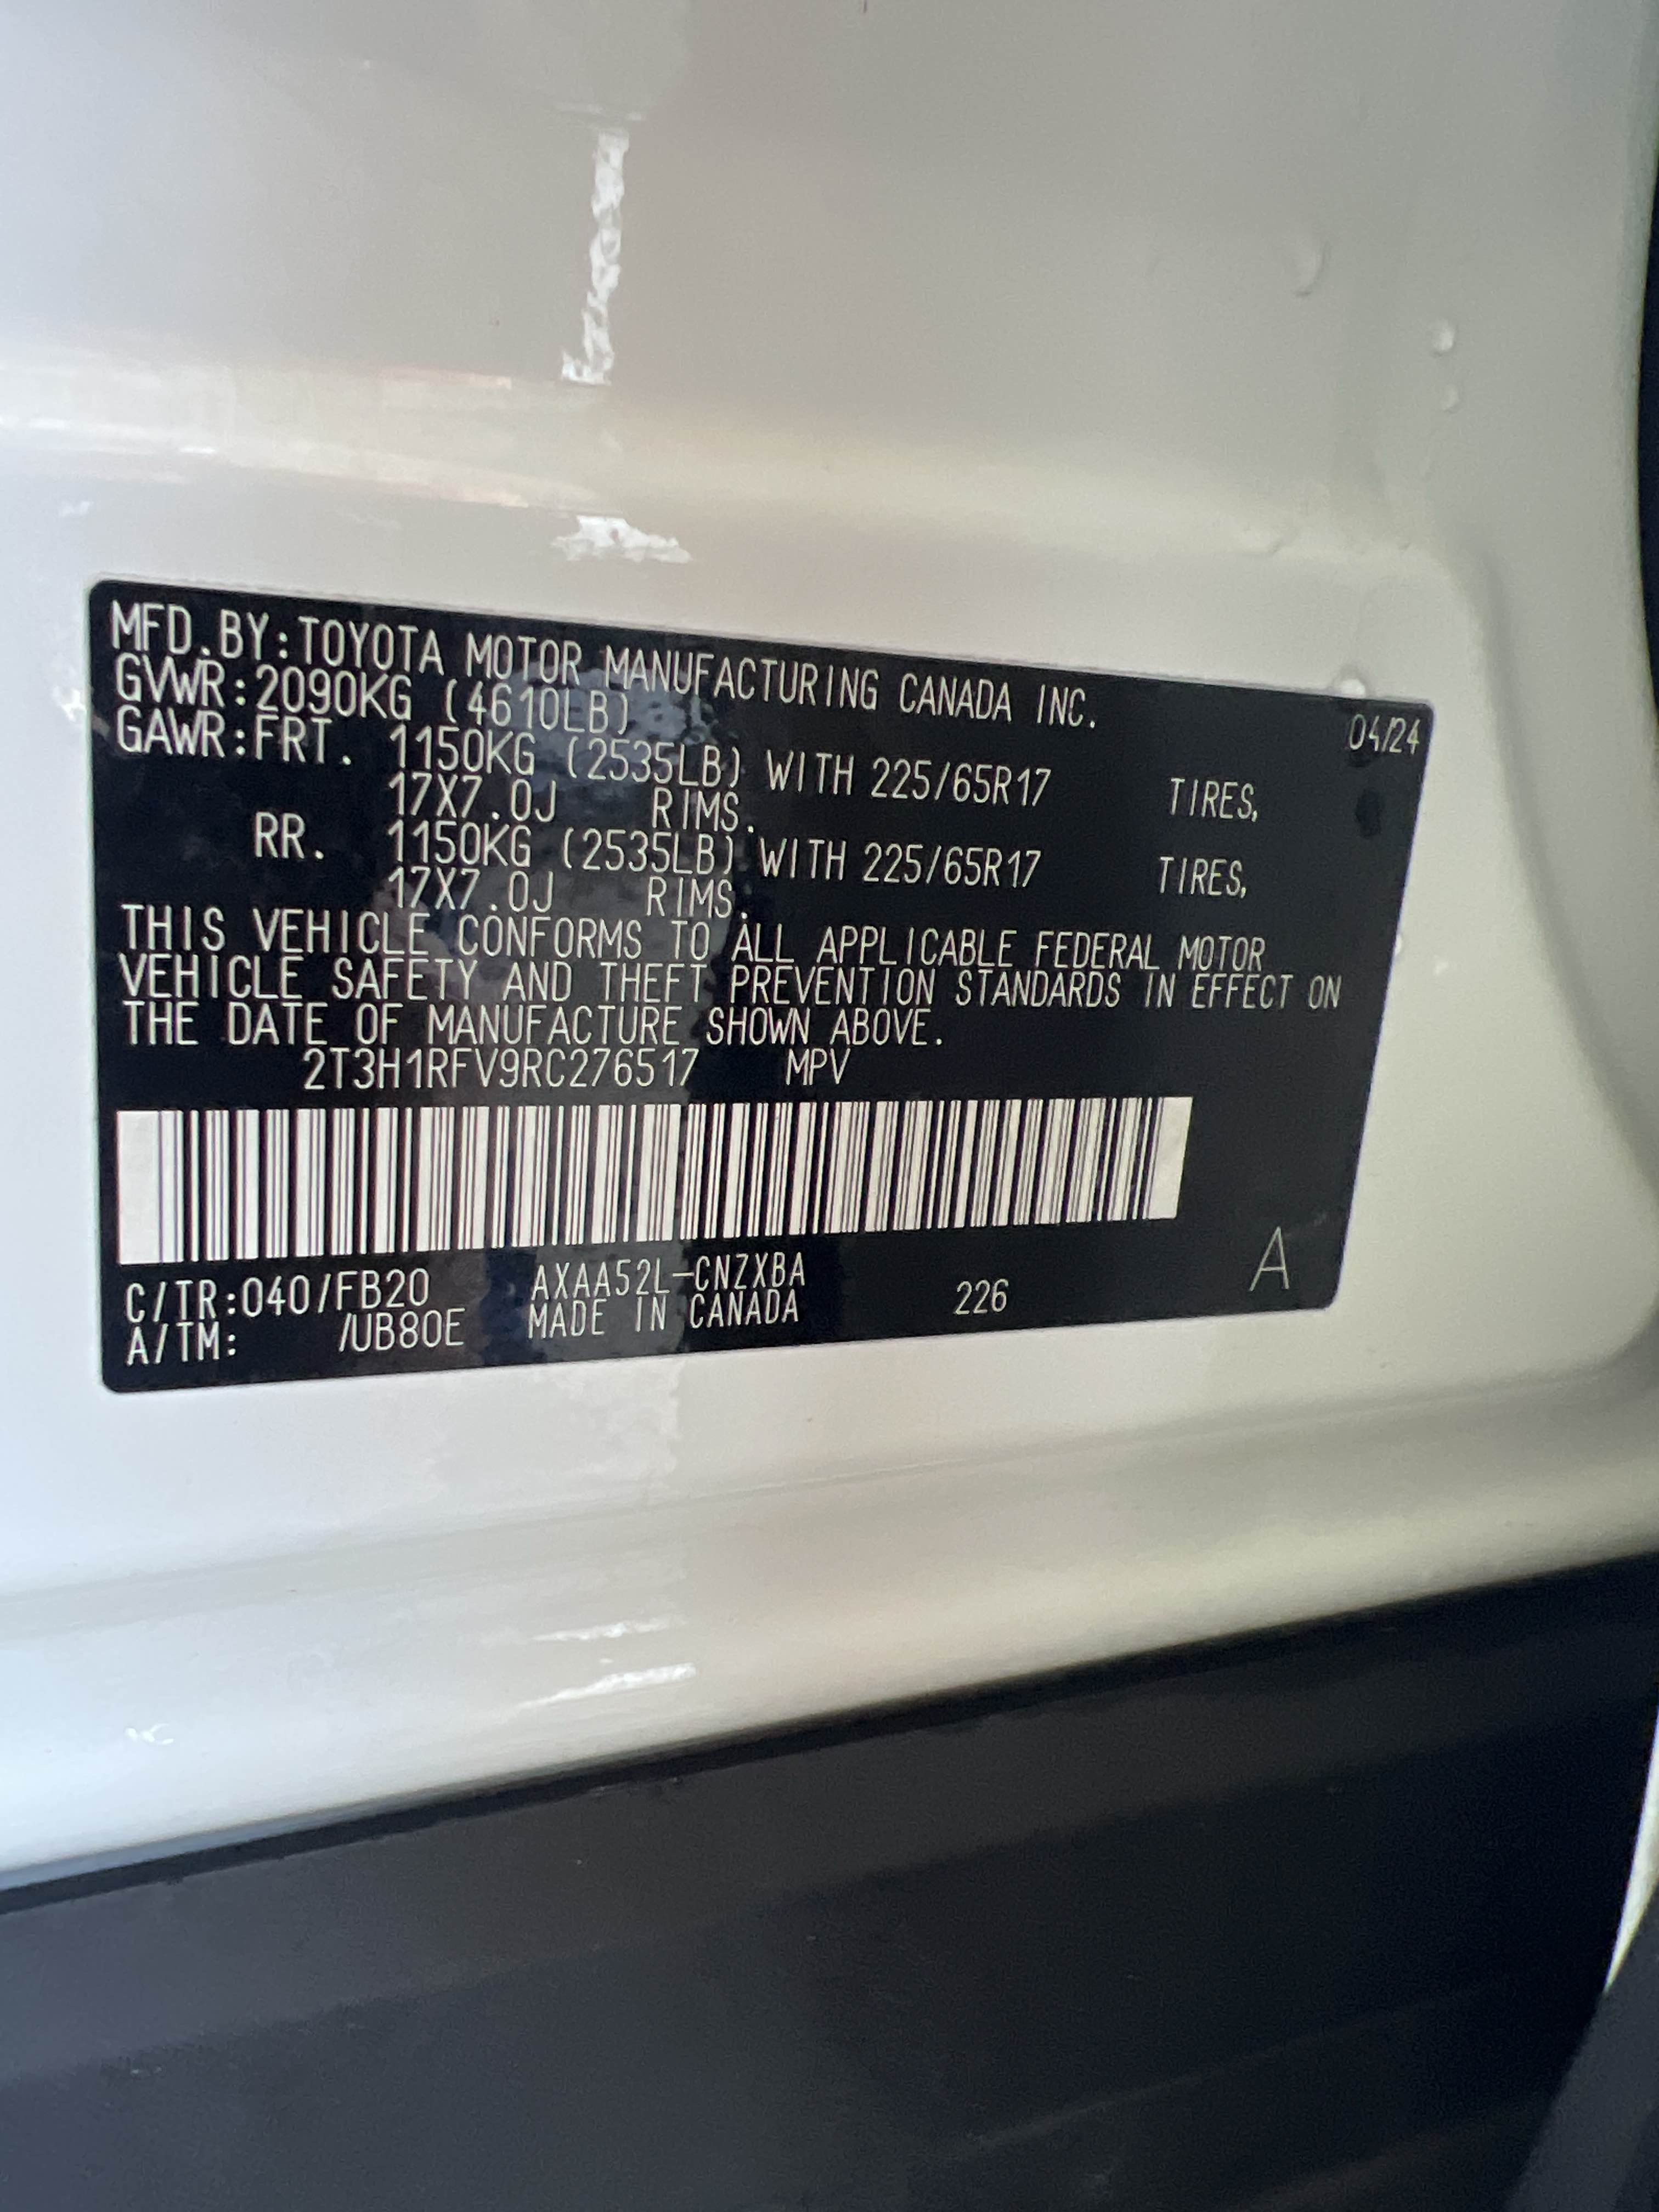 MFD.BY:TOYOTA MOTOR MANUFACTURING CANADA INC.
GVWR:2090KG (4610LB) 04/24
GAWR:FRT. 1150KG (2535LB) WITH 225/65R17 TIRES,
17X7.0J RIMS.
RR. 1150KG (2535LB) WITH 225/65R17 TIRES,
17X7.0J RIMS.
THIS VEHICLE CONFORMS TO ALL APPLICABLE FEDERAL MOTOR
VEHICLE SAFETY AND THEFT PREVENTION STANDARDS IN EFFECT ON
THE DATE OF MANUFACTURE SHOWN ABOVE.
2T3H1RFV9RC276517 MPV
C/TR:040/FB20 AXAA52L-CNZXBA 226 A
A/TM: /UB80E MADE IN CANADA